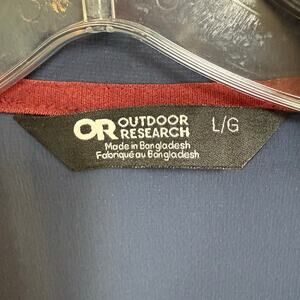 OR OUTDOOR
RESEARCH L/G
Made in Bangladesh
Fabriqué au Bangladesh